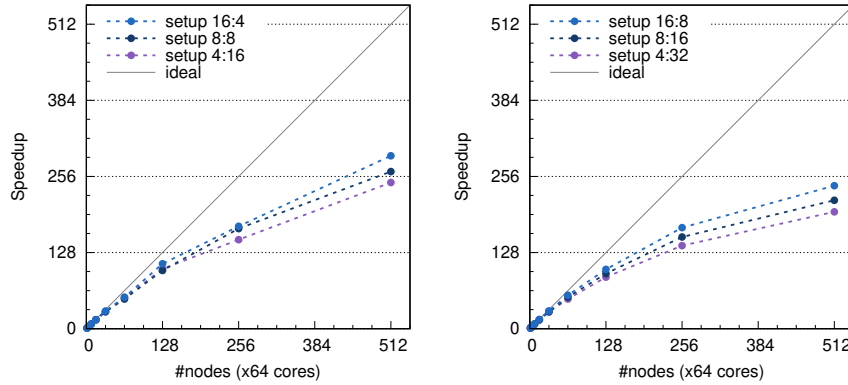 512
384
256
128
0
Speedup
setup 16:4
setup 8:8
setup 4:16
ideal
0 128 256 384 512
#nodes (x64 cores)
512
384
256
128
0
Speedup
setup 16:8
setup 8:16
setup 4:32
ideal
0 128 256 384 512
#nodes (x64 cores)